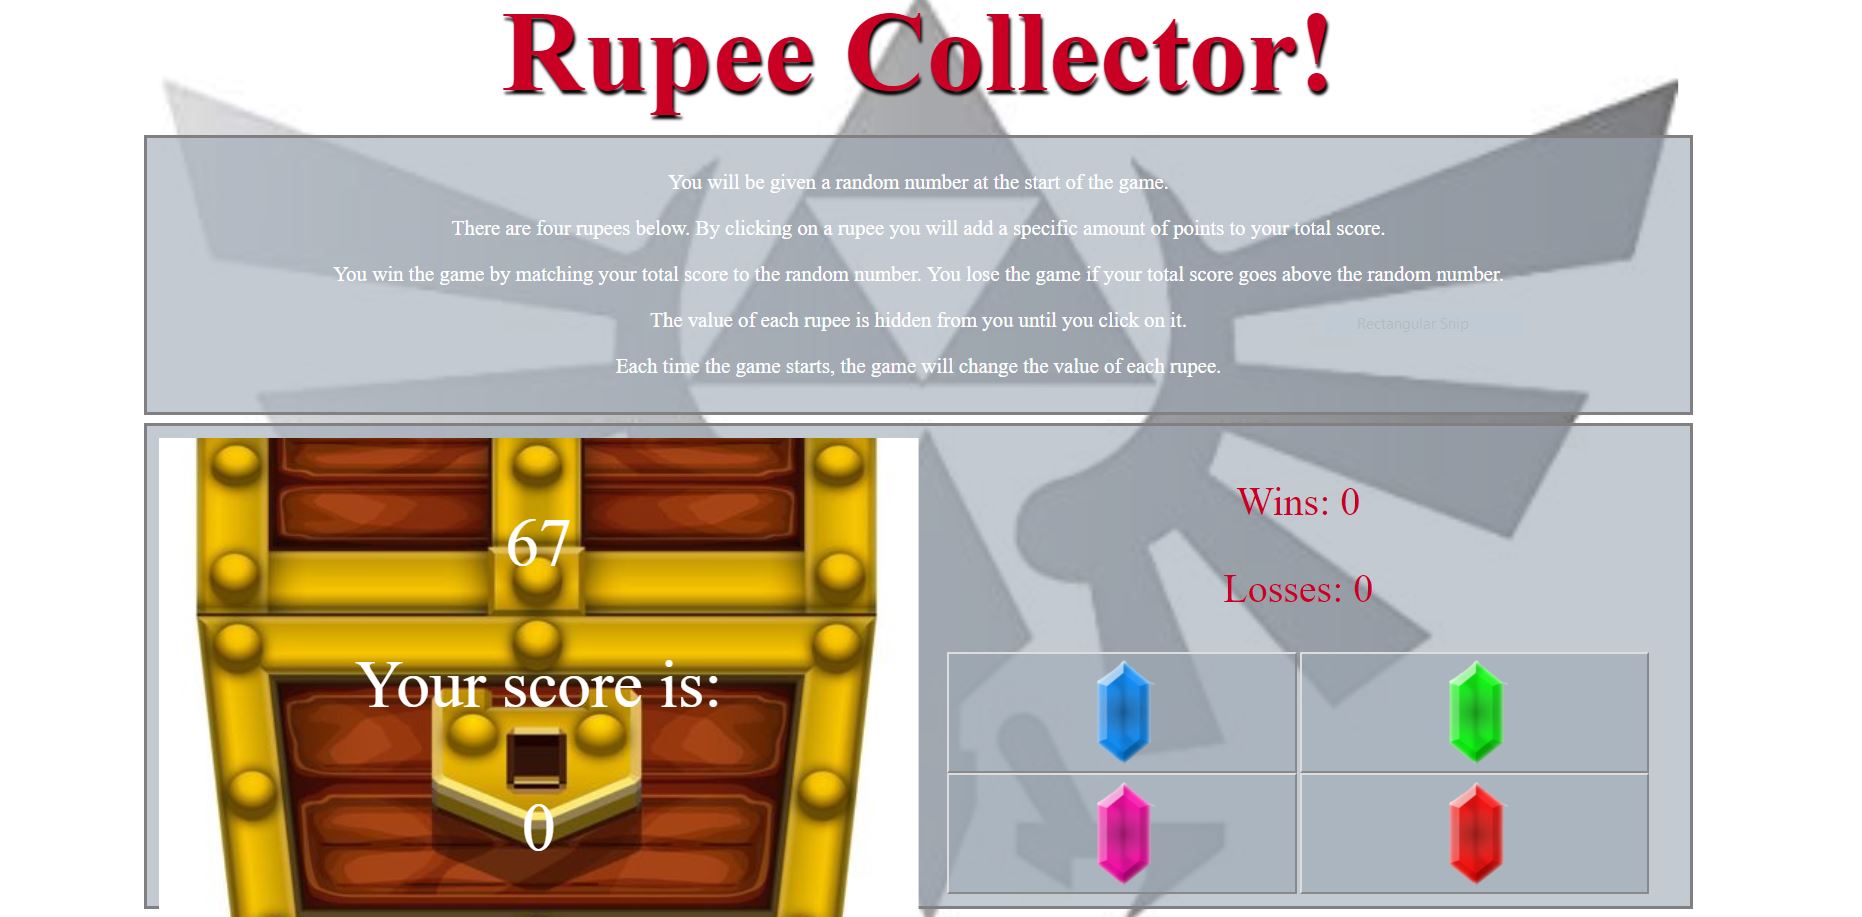 Rupee Collector!
You will be given a random number at the start of the game.
There are four rupees below. By clicking on a rupee you will add a specific amount of points to your total score.
You win the game by matching your total score to the random number. You lose the game if your total score goes above the random number.
The value of each rupee is hidden from you until you click on it.
Rectangular Snip
Each time the game starts, the game will change the value of each rupee.
67
Your score is:
0
Wins: 0
Losses: 0